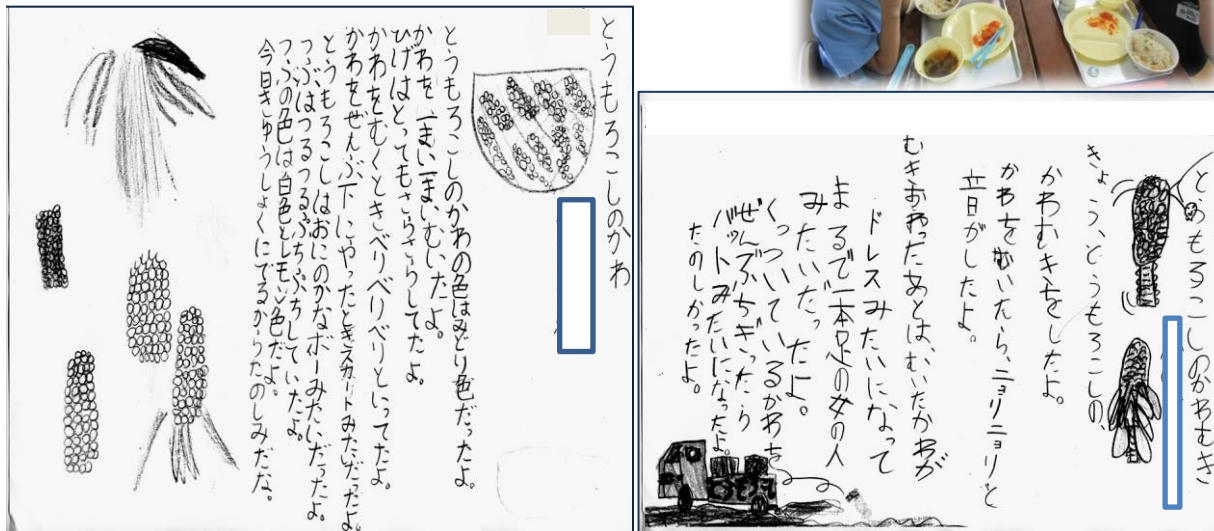 とうもろこしのかわ
とうもろこしのかわの色はみどり色だったよ。
かわを一まい一まいむいたよ。
ひげはとってもさらさらしてたよ。
かわをむくときべりべりべりといってたよ。
かわをぜんぶ下にやったときスカートみただったよ。
とうもろこしはおにのかなボーみたいだったよ。
つぶはつるつるぷちぷちしていたよ。
つぶの色は白色としモン色だよ。
今日きゅうしょくにでるからたのしみだな。
とうもろこしのかわむき
きょう、とうもろこしの、
かわむきをしたよ。
かわをむいたら、ニョリニョリと
音がしたよ。
むきおわったあとは、むいたかわが
ドレスみたいになって
まるで一本足の女の人
みたいだったよ。
くっついているかわを
ぜんぶちぎったら
バットみたいになったよ。
たのしかったよ。